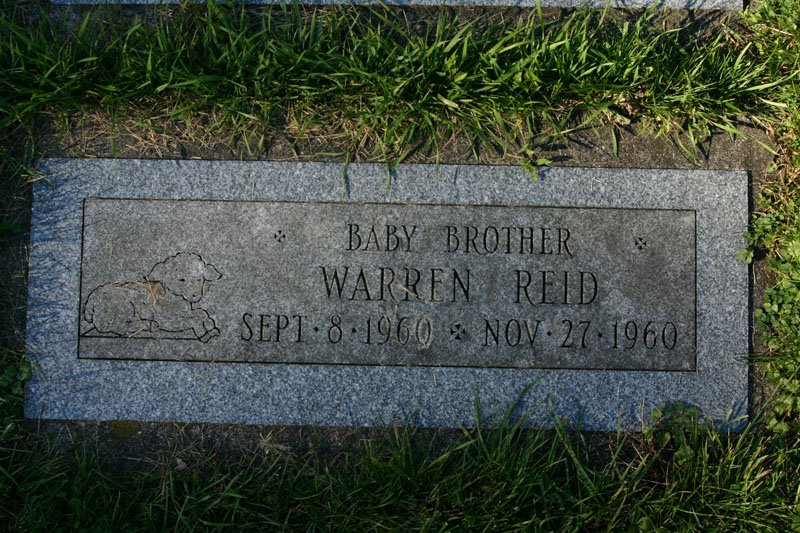 BABY BROTHER
WARREN REID
SEPT · 8 · 1960 NOV · 27 · 1960